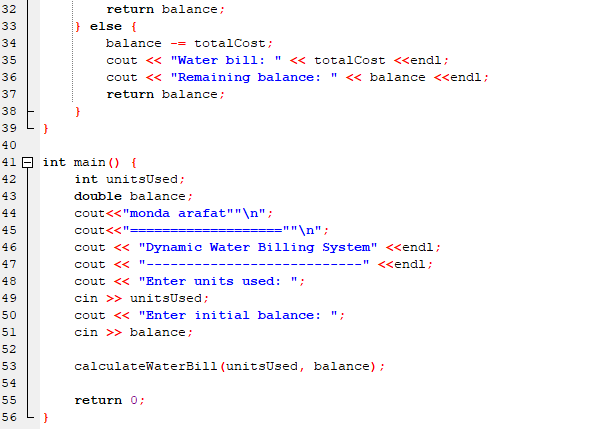 32 return balance;
33 } else {
34 balance -= totalCost;
35 cout << "Water bill: " << totalCost <<endl;
36 cout << "Remaining balance: " << balance <<endl;
37 return balance;
38 }
39 }
40
41 int main() {
42 int unitsUsed;
43 double balance;
44 cout<<"monda arafat""\n";
45 cout<<"===================""\n";
46 cout << "Dynamic Water Billing System" <<endl;
47 cout << "---------------------------" <<endl;
48 cout << "Enter units used: ";
49 cin >> unitsUsed;
50 cout << "Enter initial balance: ";
51 cin >> balance;
52
53 calculateWaterBill(unitsUsed, balance);
54
55 return 0;
56 }